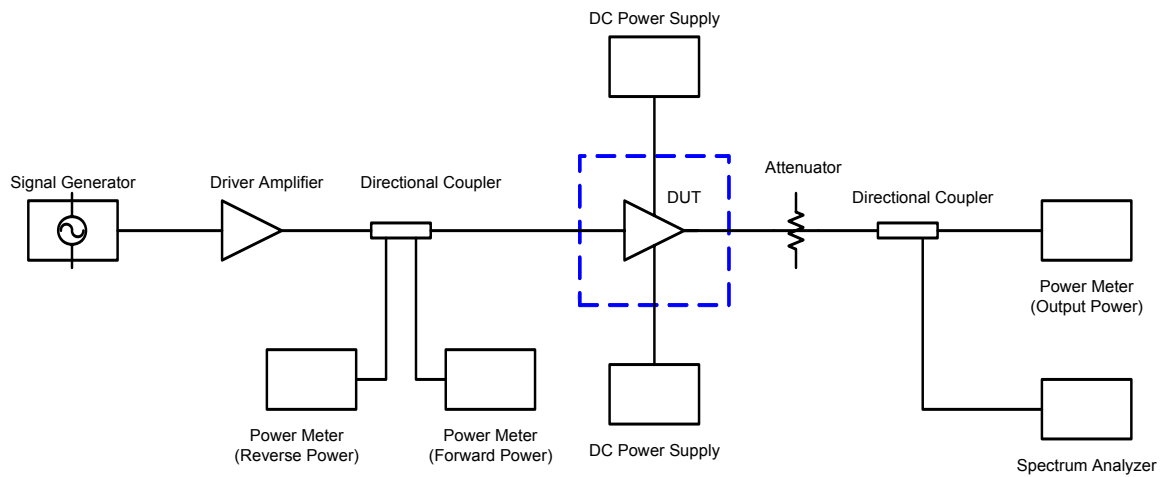 DC Power Supply
Signal Generator
Driver Amplifier
Directional Coupler
DUT
Attenuator
Directional Coupler
Power Meter
(Output Power)
Power Meter
(Reverse Power)
Power Meter
(Forward Power)
DC Power Supply
Spectrum Analyzer